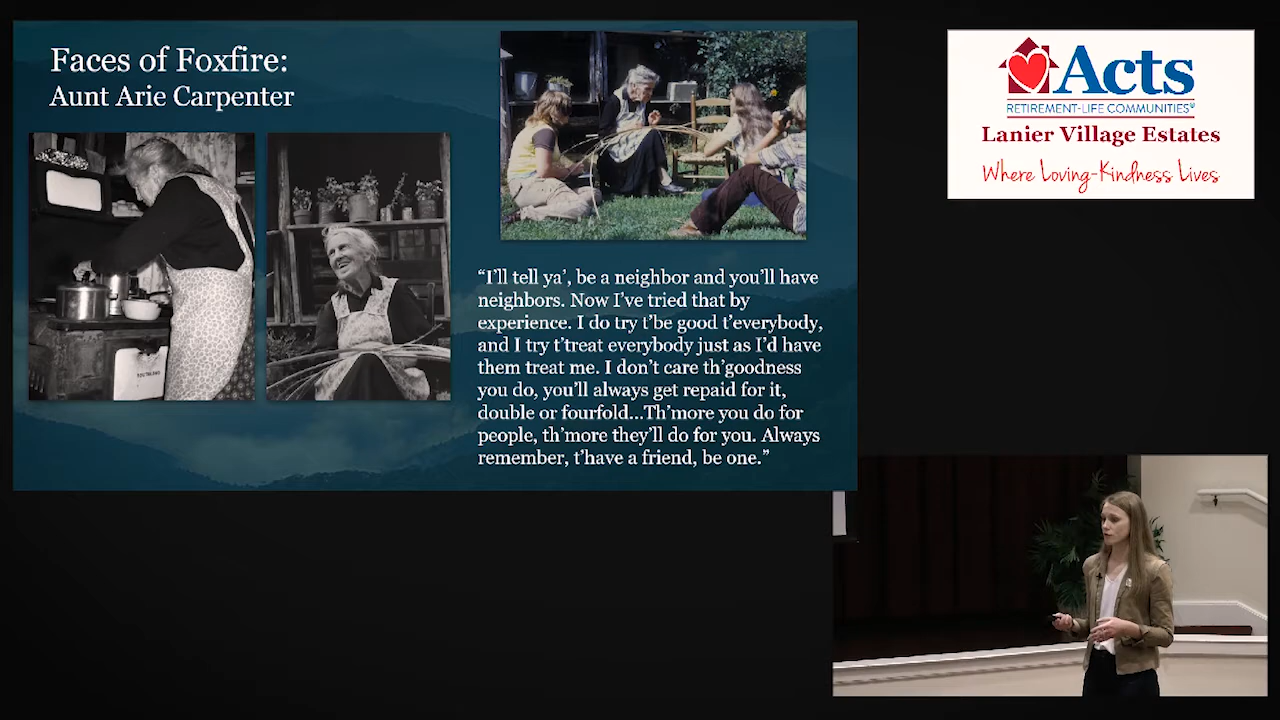 Faces of Foxfire:
Aunt Arie Carpenter
“I’ll tell ya’, be a neighbor and you’ll have
neighbors. Now I’ve tried that by
experience. I do try t’be good t’everybody,
and I try t’treat everybody just as I’d have
them treat me. I don’t care th’goodness
you do, you’ll always get repaid for it,
double or fourfold...Th’more you do for
people, th’more they’ll do for you. Always
remember, t’have a friend, be one.”
Acts
RETIREMENT-LIFE COMMUNITIES®
Lanier Village Estates
Where Loving-Kindness Lives